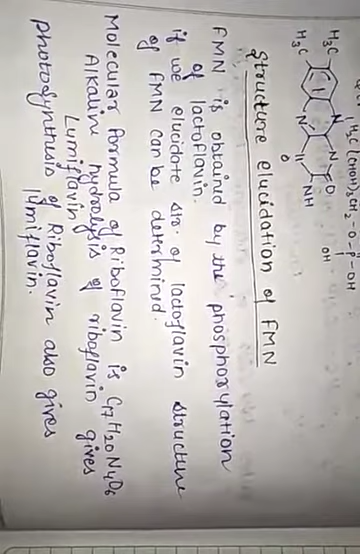 H₂C (CHOH)₃CH₂-O-P-OH
OH
H₃C
H₃C
N
N
O
N
NH
O
Structure elucidation of FMN
FMN is obtained by the phosphorylation
of lactoflavin.
if we elucidate str. of lactoflavin structure
of FMN can be determined.
Molecular formula of Riboflavin is C₁₇H₂₀N₄O₆
Alkaline hydrolysis of riboflavin gives
Lumiflavin
photosynthesis of Riboflavin also gives
lumiflavin.